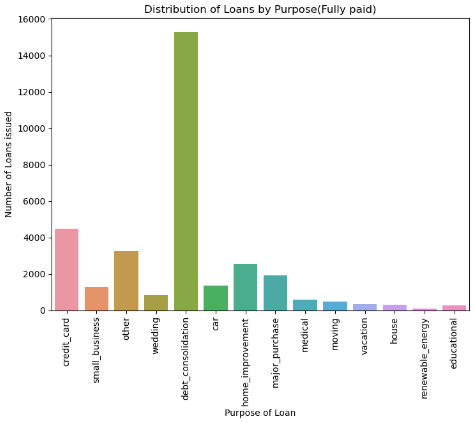 Distribution of Loans by Purpose(Fully paid)
Number of Loans issued
16000
14000
12000
10000
8000
6000
4000
2000
0
credit_card
small_business
other
wedding
debt_consolidation
car
home_improvement
major_purchase
medical
moving
vacation
house
renewable_energy
educational
Purpose of Loan